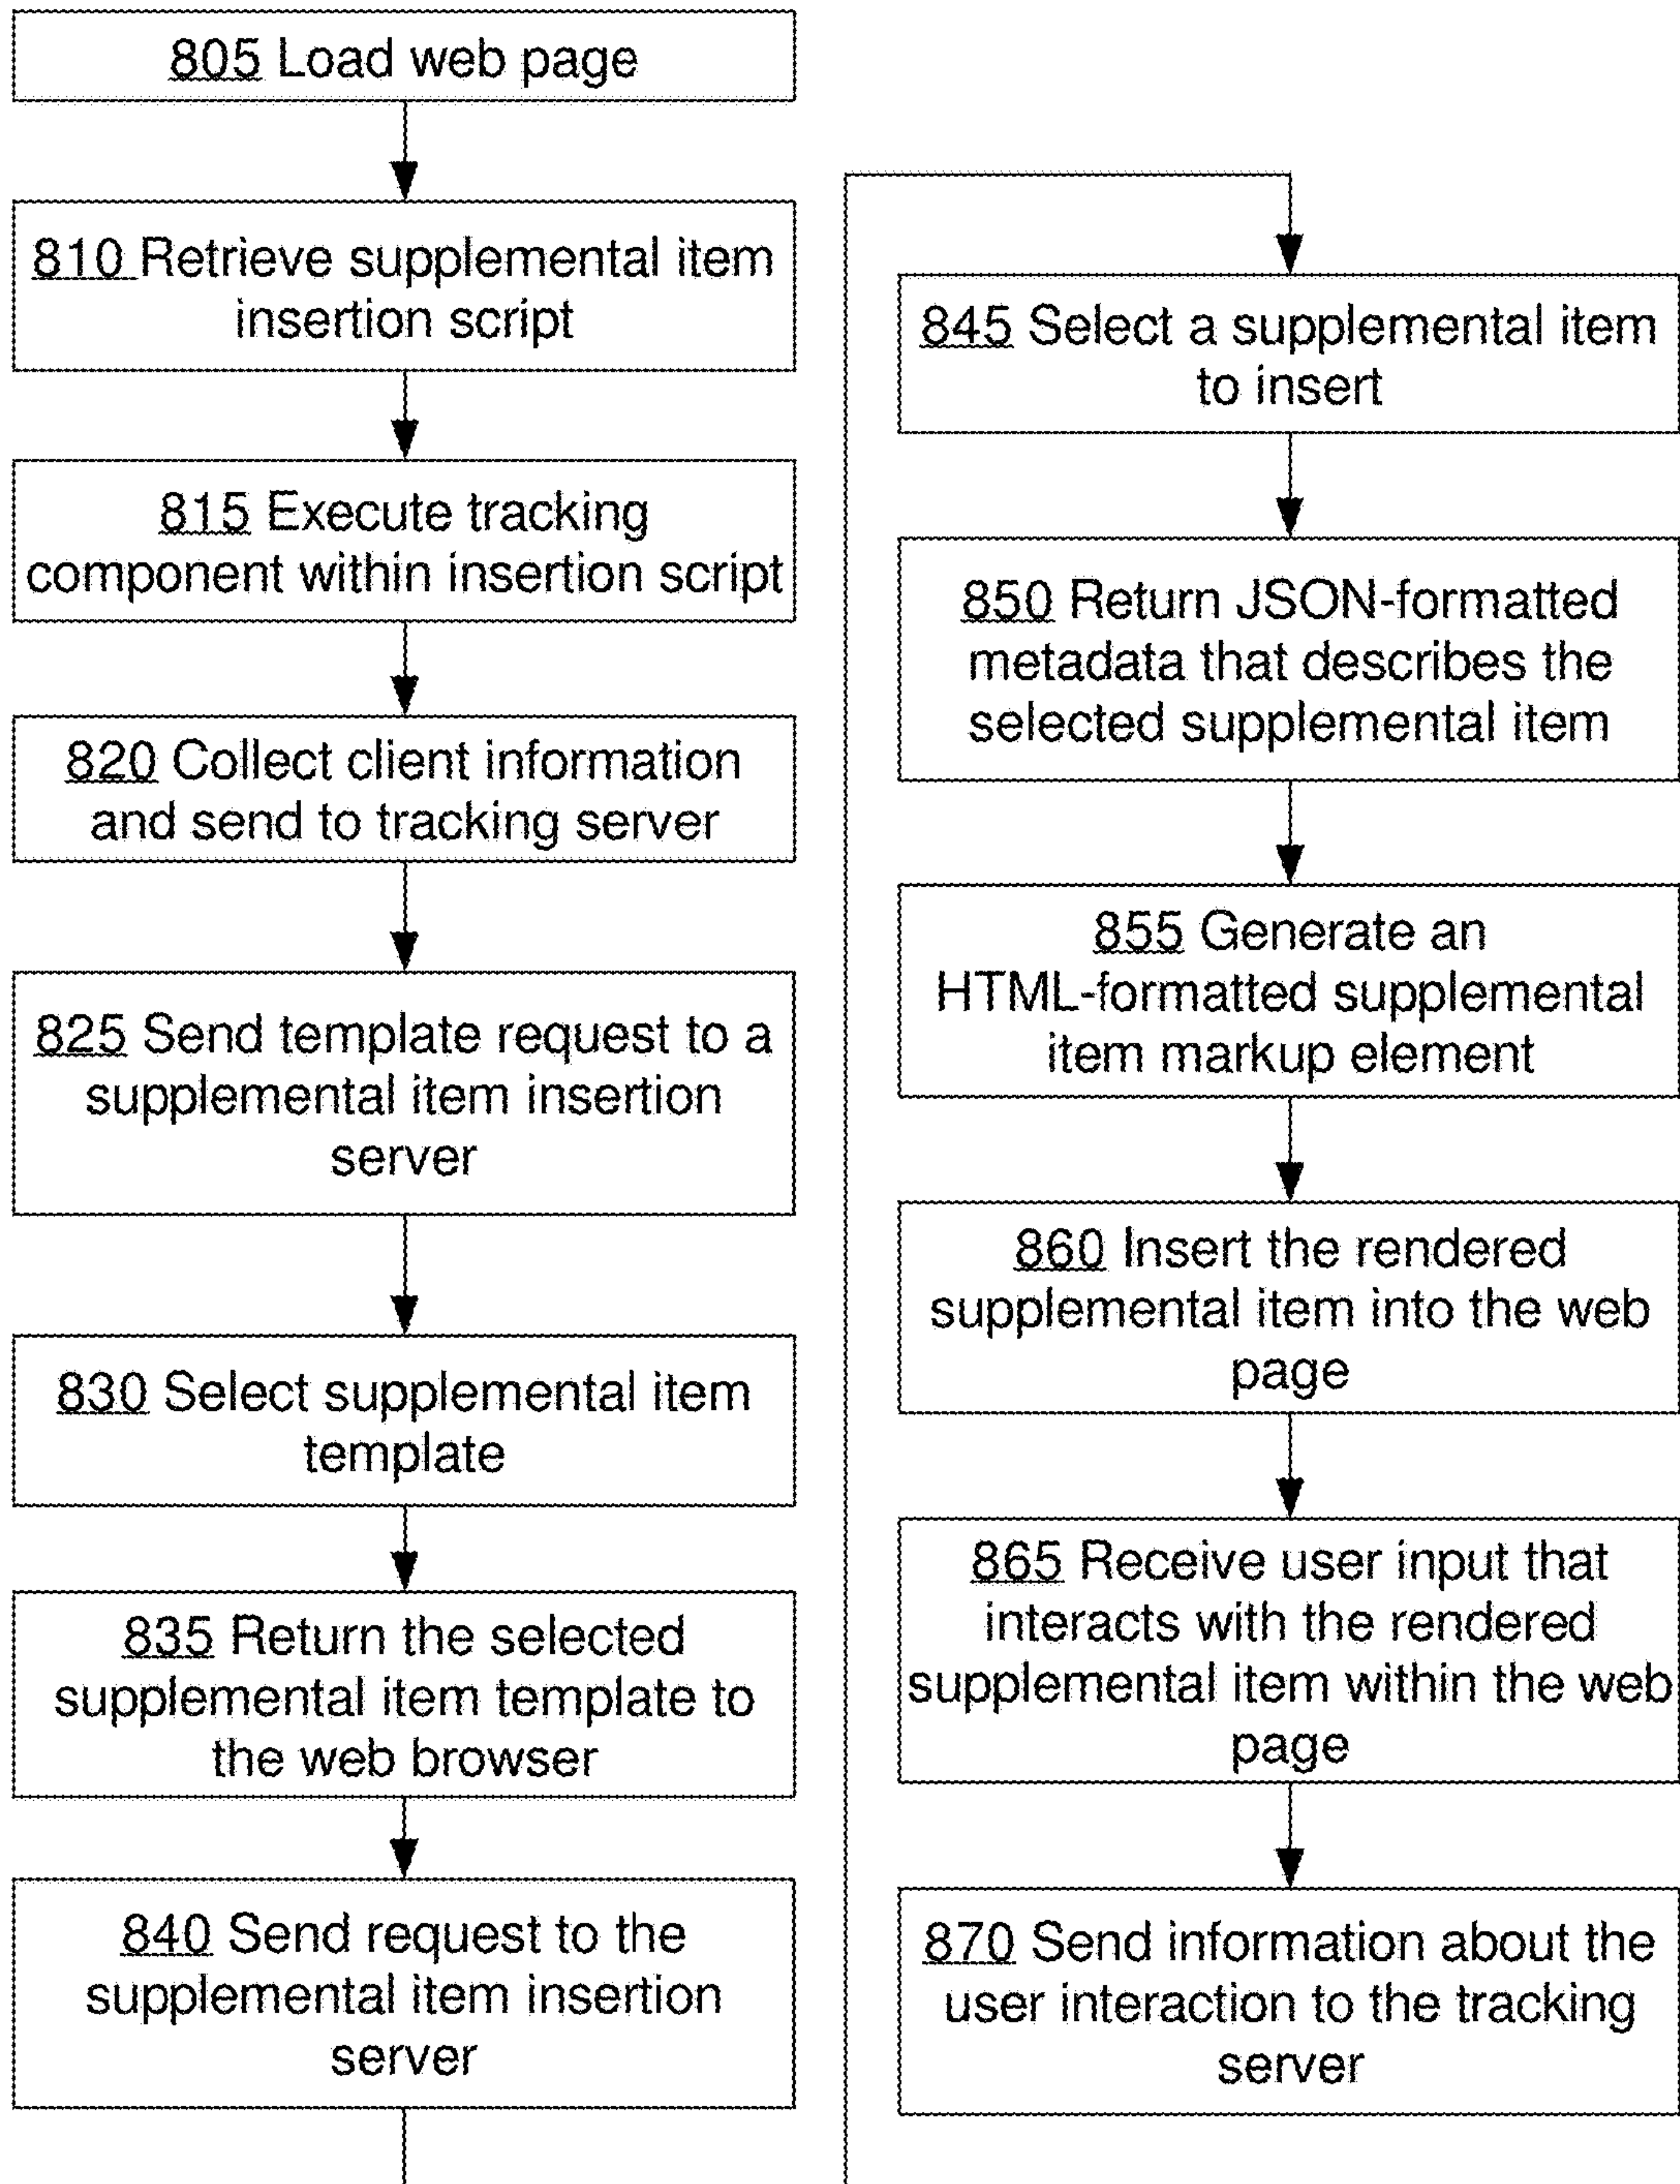 805 Load web page
810 Retrieve supplemental item
insertion script
815 Execute tracking
component within insertion script
820 Collect client information
and send to tracking server
825 Send template request to a
supplemental item insertion
server
830 Select supplemental item
template
835 Return the selected
supplemental item template to
the web browser
840 Send request to the
supplemental item insertion
server
845 Select a supplemental item
to insert
850 Return JSON-formatted
metadata that describes the
selected supplemental item
855 Generate an
HTML-formatted supplemental
item markup element
860 Insert the rendered
supplemental item into the web
page
865 Receive user input that
interacts with the rendered
supplemental item within the web
page
870 Send information about the
user interaction to the tracking
server